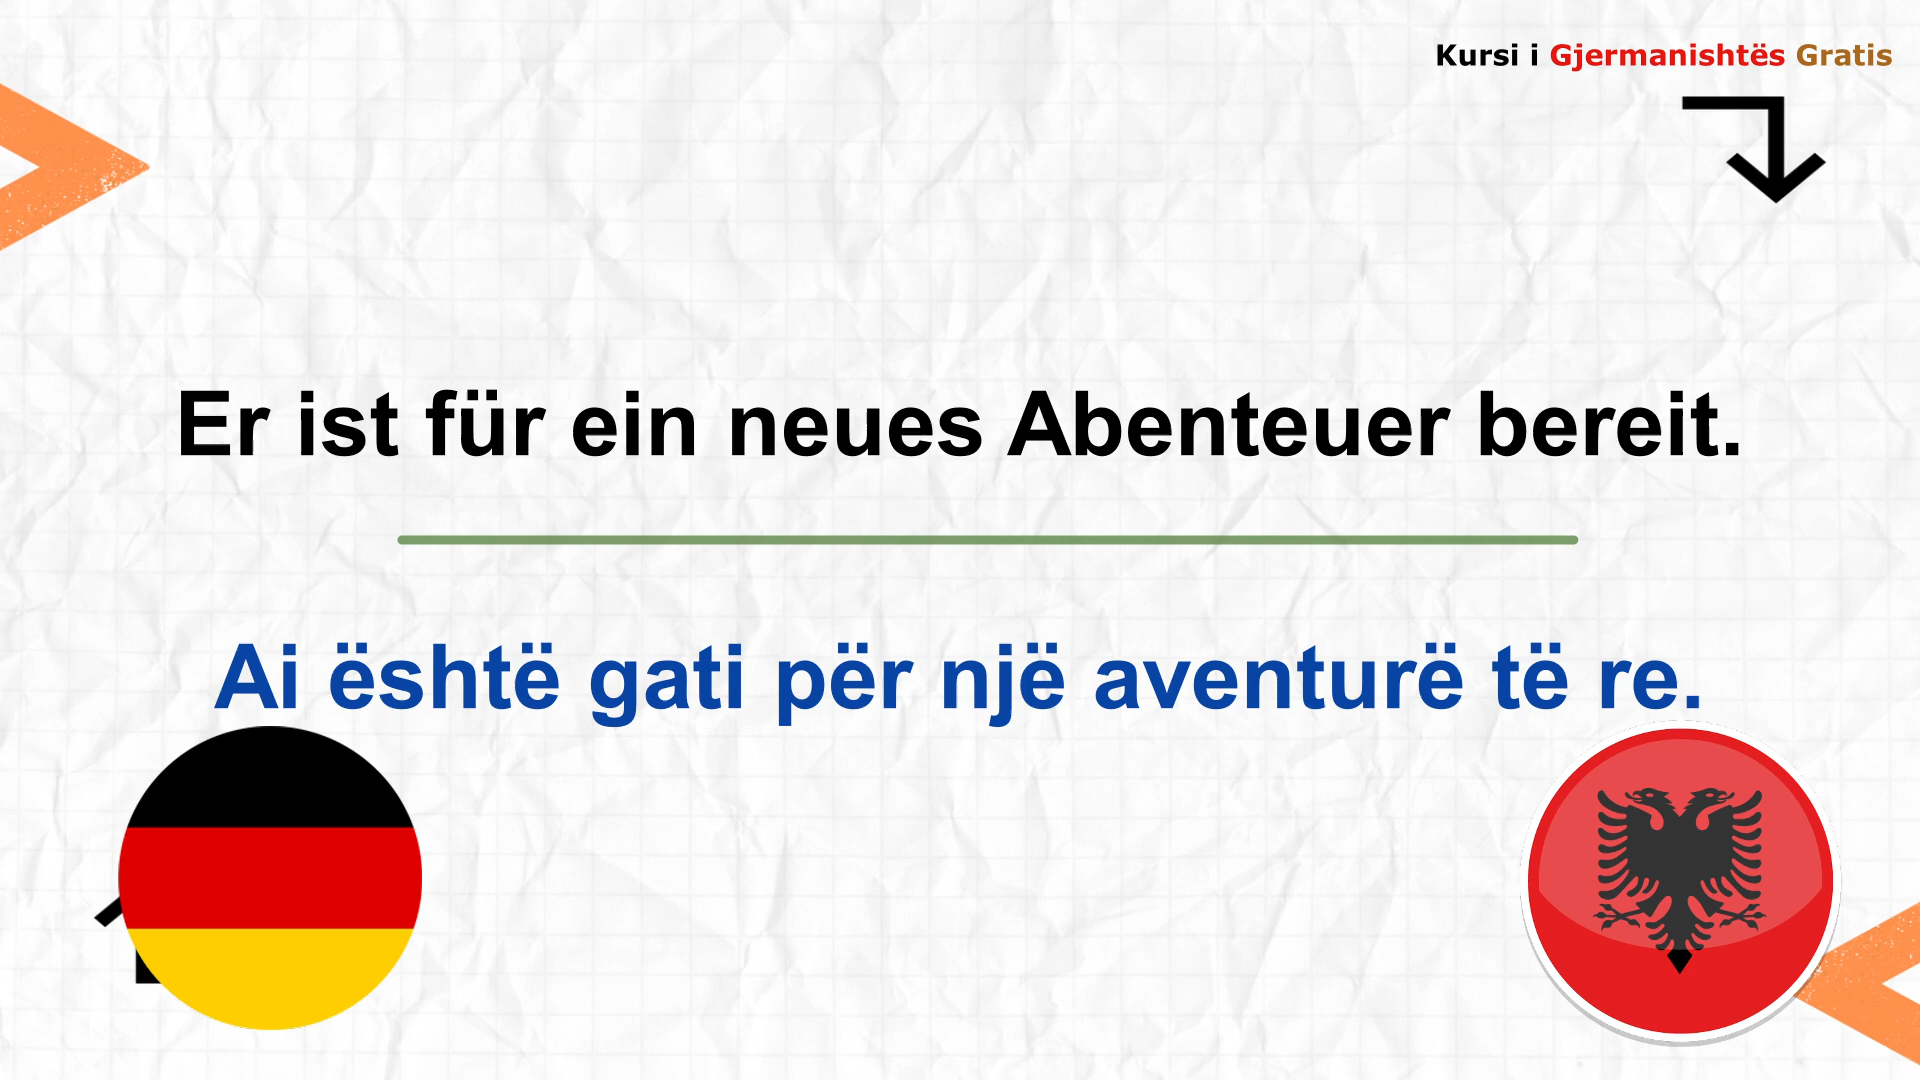 Kursi i Gjermanishtës Gratis
Er ist für ein neues Abenteuer bereit.
Ai është gati për një aventurë të re.